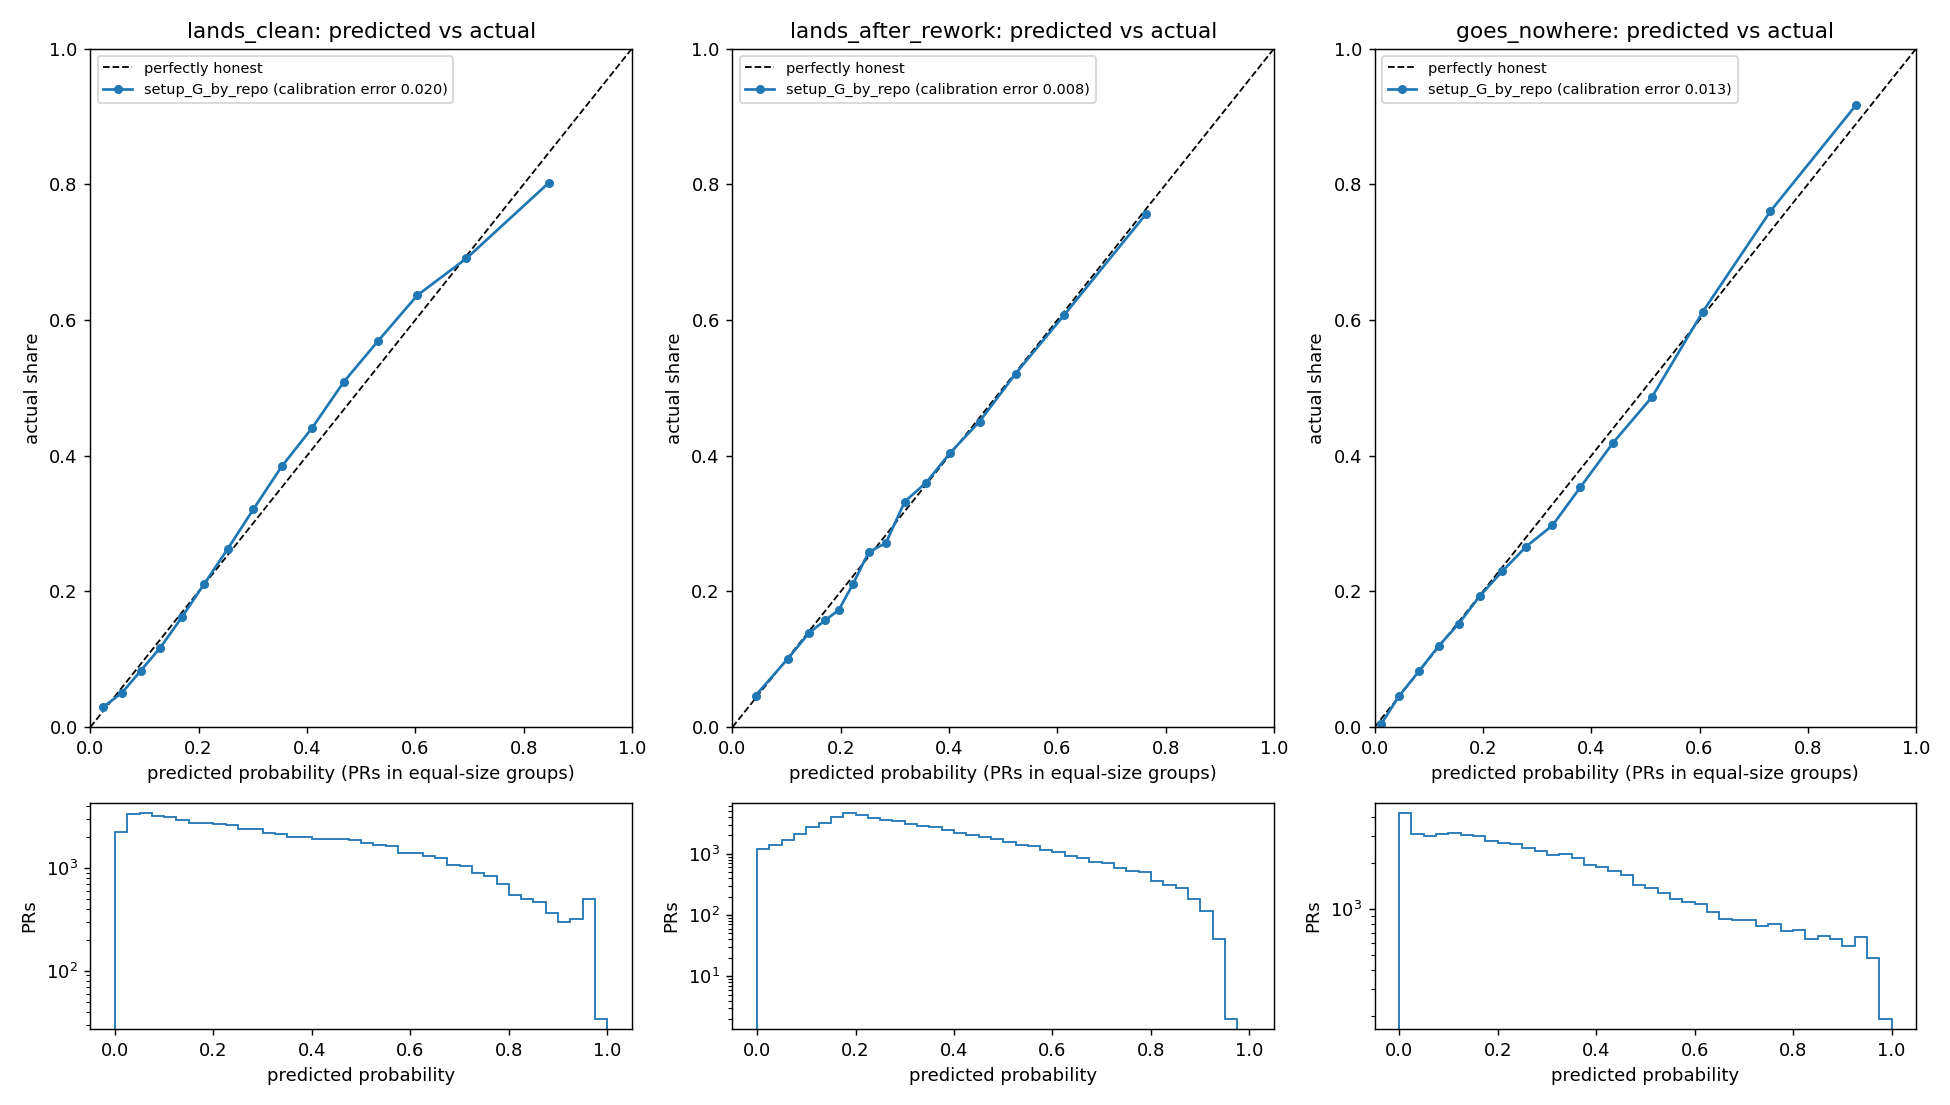 lands_clean: predicted vs actual
1.0
0.8
0.6
0.4
0.2
0.0
actual share
perfectly honest
setup_G_by_repo (calibration error 0.020)
0.0 0.2 0.4 0.6 0.8 1.0
predicted probability (PRs in equal-size groups)
lands_after_rework: predicted vs actual
1.0
0.8
0.6
0.4
0.2
0.0
actual share
perfectly honest
setup_G_by_repo (calibration error 0.008)
0.0 0.2 0.4 0.6 0.8 1.0
predicted probability (PRs in equal-size groups)
goes_nowhere: predicted vs actual
1.0
0.8
0.6
0.4
0.2
0.0
actual share
perfectly honest
setup_G_by_repo (calibration error 0.013)
0.0 0.2 0.4 0.6 0.8 1.0
predicted probability (PRs in equal-size groups)
PRs
10³
10²
0.0 0.2 0.4 0.6 0.8 1.0
predicted probability
PRs
10³
10²
10¹
0.0 0.2 0.4 0.6 0.8 1.0
predicted probability
PRs
10³
0.0 0.2 0.4 0.6 0.8 1.0
predicted probability